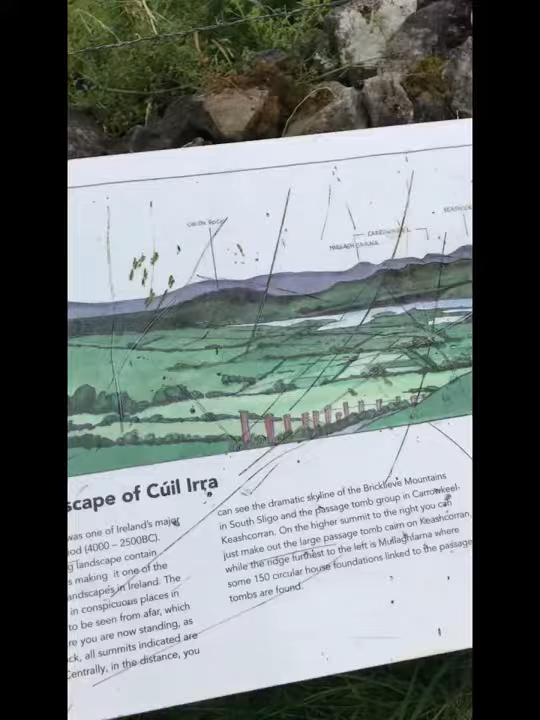 CARROWKEEL
scape of Cúil Irra
was one of Ireland's major
od (4000 – 2500BC).
g landscape contain
s making it one of the
andscapes in Ireland. The
in conspicuous places in
to be seen from afar, which
re you are now standing, as
ck, all summits indicated are
Centrally, in the distance, you
can see the dramatic skyline of the Bricklieve Mountains
in South Sligo and the passage tomb group in Carrowkeel-
Keashcorran. On the higher summit to the right you can
just make out the large passage tomb cairn on Keashcorran,
while the ridge furthest to the left is Mullaghfarna where
some 150 circular house foundations linked to the passage
tombs are found.